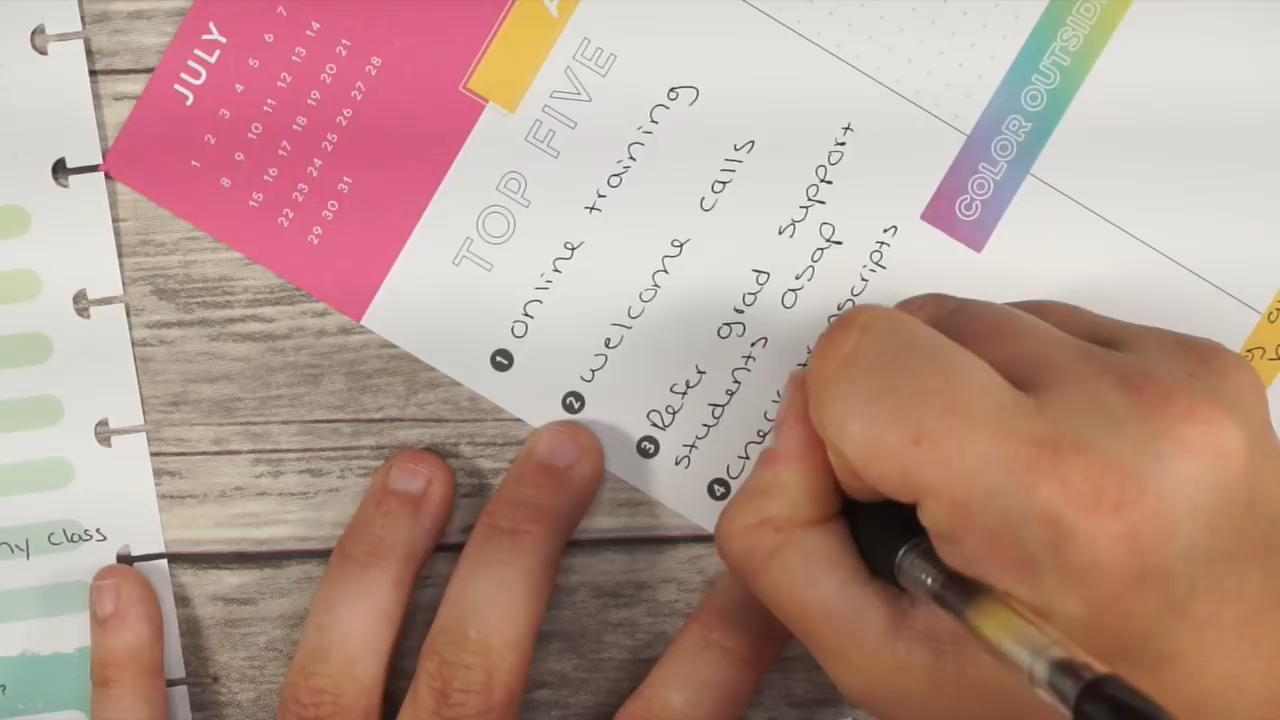 JULY
1 2 3 4 5 6 7
8 9 10 11 12 13 14
15 16 17 18 19 20 21
22 23 24 25 26 27 28
29 30 31
TOP FIVE
1 online training
2 welcome calls
3 Refer grad support
students asap
4 check
COLOR OUTSID
my class